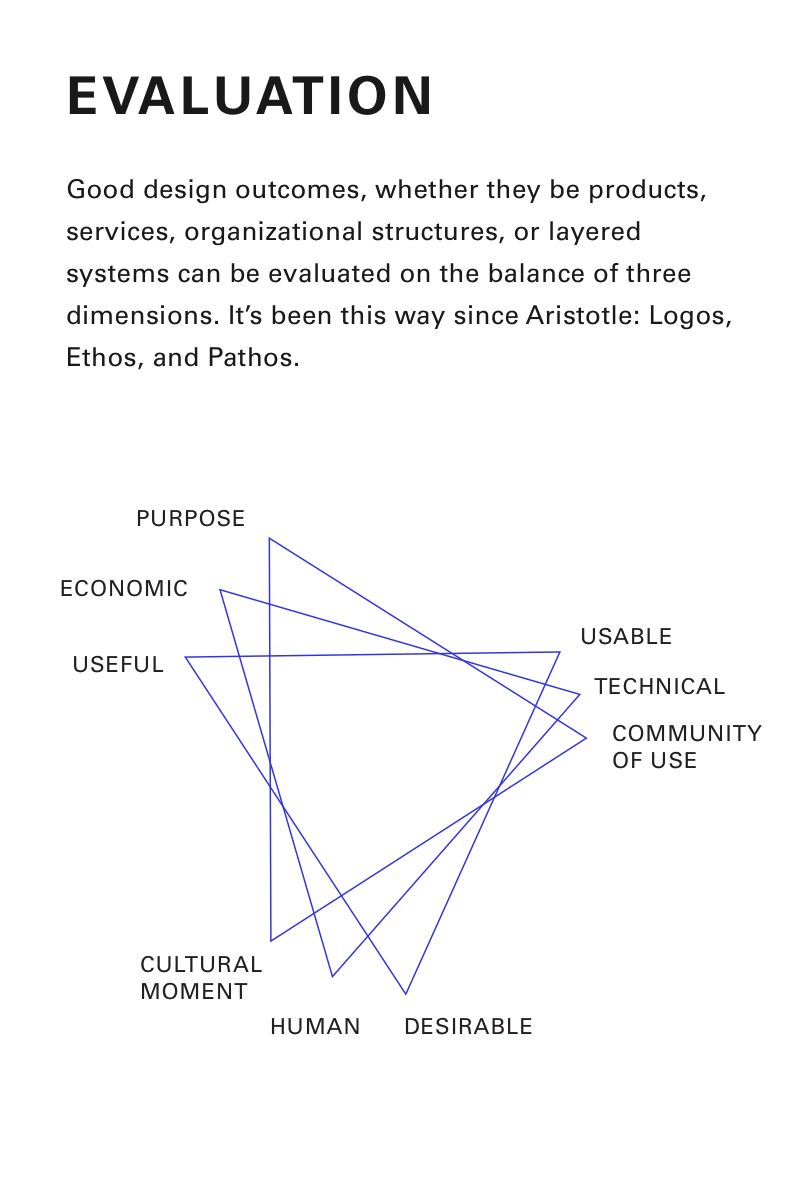 EVALUATION
Good design outcomes, whether they be products,
services, organizational structures, or layered
systems can be evaluated on the balance of three
dimensions. It’s been this way since Aristotle: Logos,
Ethos, and Pathos.
PURPOSE
ECONOMIC
USEFUL
USABLE
TECHNICAL
COMMUNITY
OF USE
CULTURAL
MOMENT
HUMAN
DESIRABLE